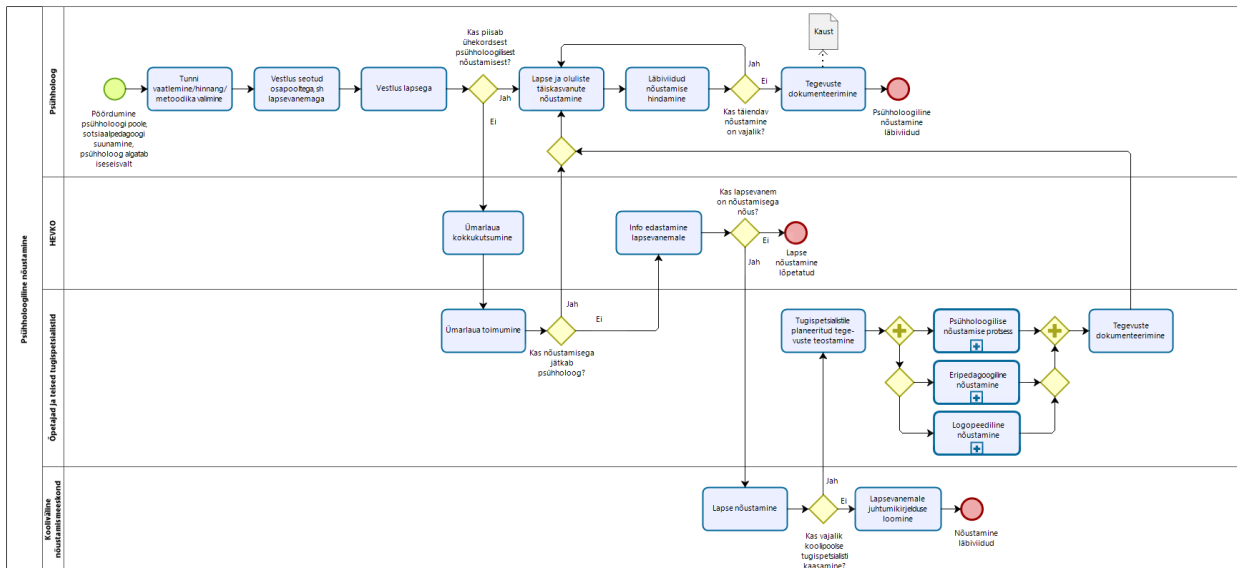 Psühholoogiline nõustamine
Psühholoog
Pöördumine
psühholoogi poole,
sotsiaalpedagoogi
suunamine,
psühholoog algatab
iseseisvalt
Tunni
vaatlemine/hinnang/
metoodika valimine
Vestlus seotud
osapooltega, sh
lapsevanemaga
Vestlus lapsega
Kas piisab
ühekordsest
psühholoogilisest
nõustamisest?
Jah
Ei
Lapse ja oluliste
täiskasvanute
nõustamine
Läbiviidud
nõustamise
hindamine
Jah
Ei
Kas täiendav
nõustamine
on vajalik?
Kaust
Tegevuste
dokumenteerimine
Psühholoogiline
nõustamine
läbiviidud
HEVKO
Ümarlaua
kokkukutsumine
Info edastamine
lapsevanemale
Kas lapsevanem
on nõustamisega
nõus?
Ei
Jah
Lapse
nõustamine
lõpetatud
Õpetajad ja teised tugispetsialistid
Ümarlaua toimumine
Jah
Ei
Kas nõustamisega
jätkab
psühholoog?
Tugispetsialistile
planeeritud tege-
vuste teostamine
Psühholoogilise
nõustamise protsess
Eripedagoogiline
nõustamine
Logopeediline
nõustamine
Tegevuste
dokumenteerimine
Kooliväline
nõustamismeeskond
Lapse nõustamine
Jah
Ei
Kas vajalik
koolipoolse
tugispetsialisti
kaasamine?
Lapsevanemale
juhtumikirjelduse
loomine
Nõustamine
läbiviidud